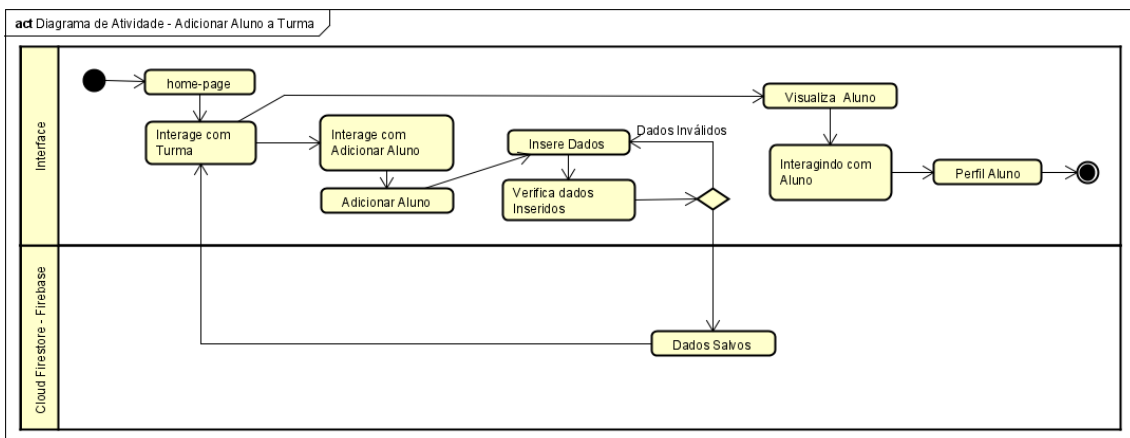 act Diagrama de Atividade - Adicionar Aluno a Turma
Interface
home-page
Visualiza Aluno
Interage com
Turma
Interage com
Adicionar Aluno
Insere Dados
Dados Inválidos
Interagindo com
Aluno
Perfil Aluno
Adicionar Aluno
Verifica dados
Inseridos
Cloud Firestore - Firebase
Dados Salvos